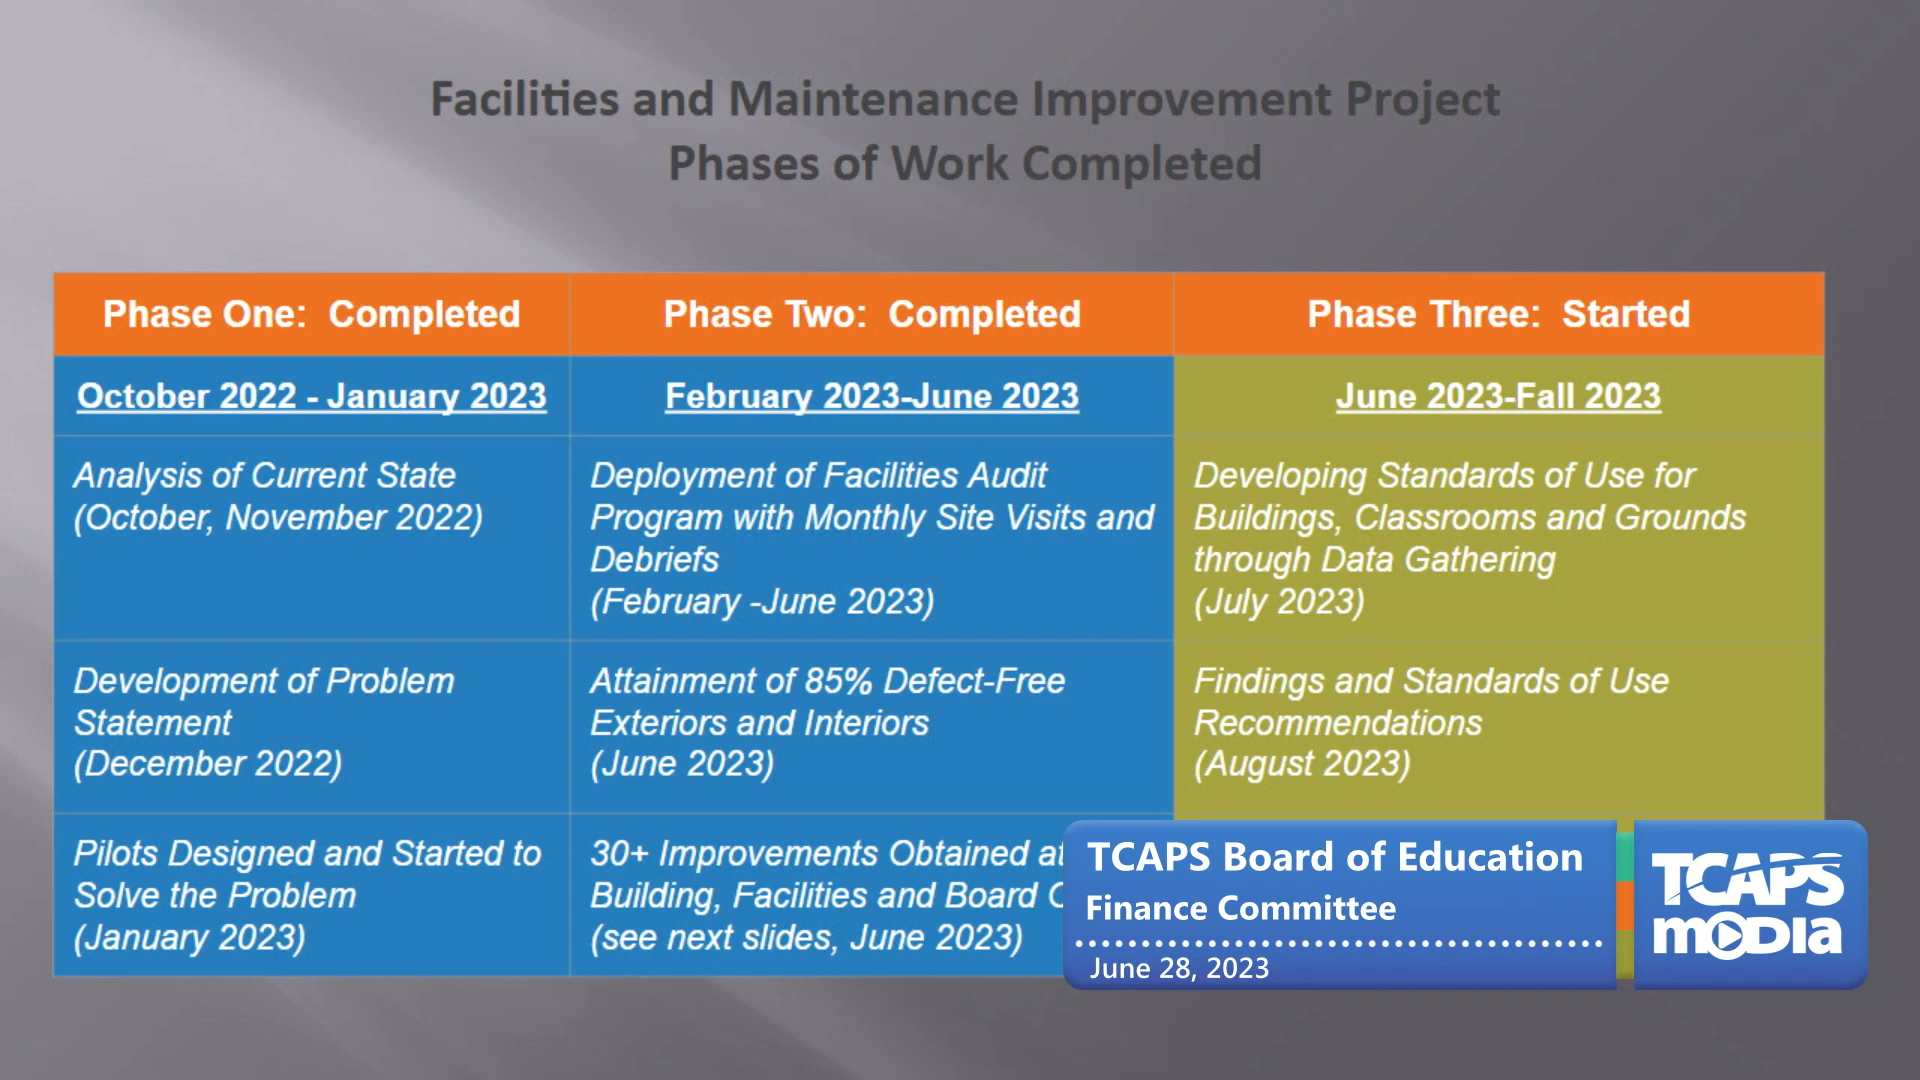 Facilities and Maintenance Improvement Project
Phases of Work Completed
Phase One: Completed
Phase Two: Completed
Phase Three: Started
October 2022 - January 2023
February 2023-June 2023
June 2023-Fall 2023
Analysis of Current State
(October, November 2022)
Deployment of Facilities Audit
Program with Monthly Site Visits and
Debriefs
(February -June 2023)
Developing Standards of Use for
Buildings, Classrooms and Grounds
through Data Gathering
(July 2023)
Development of Problem
Statement
(December 2022)
Attainment of 85% Defect-Free
Exteriors and Interiors
(June 2023)
Findings and Standards of Use
Recommendations
(August 2023)
Pilots Designed and Started to
Solve the Problem
(January 2023)
30+ Improvements Obtained at
Building, Facilities and Board
(see next slides, June 2023)
TCAPS Board of Education
Finance Committee
June 28, 2023
TCAPS
mEDIa